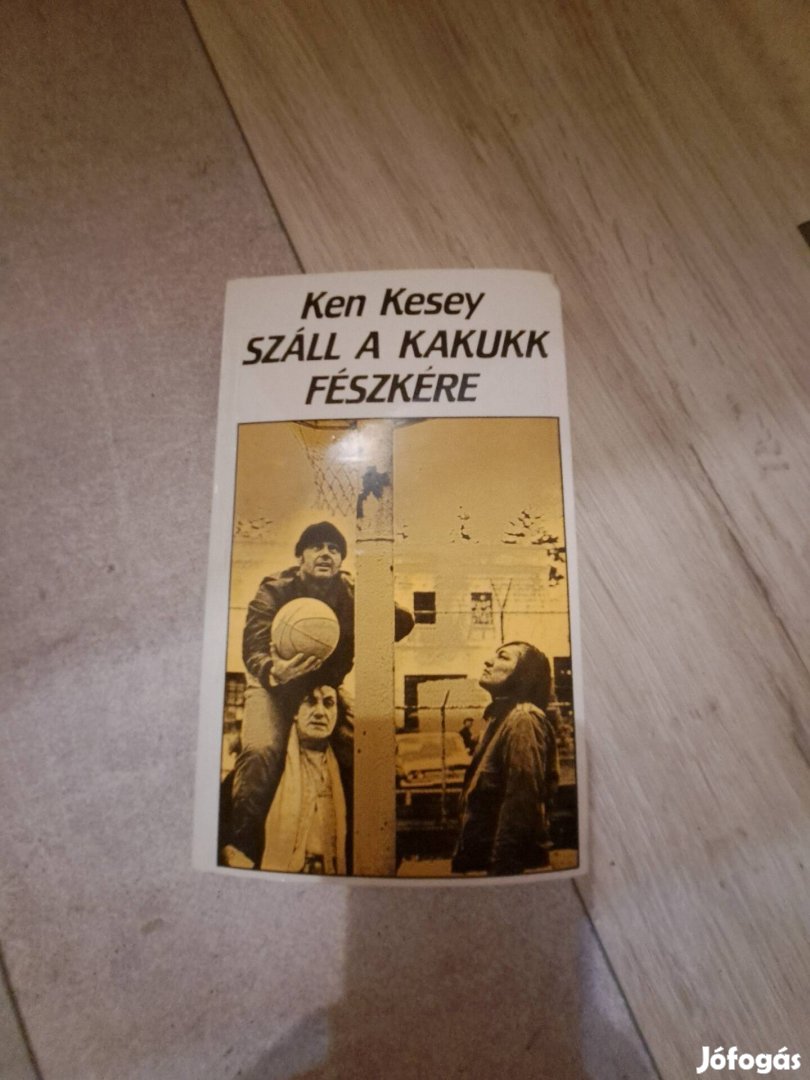 Ken Kesey
SZÁLL A KAKUKK
FÉSZKÉRE
Jófogás